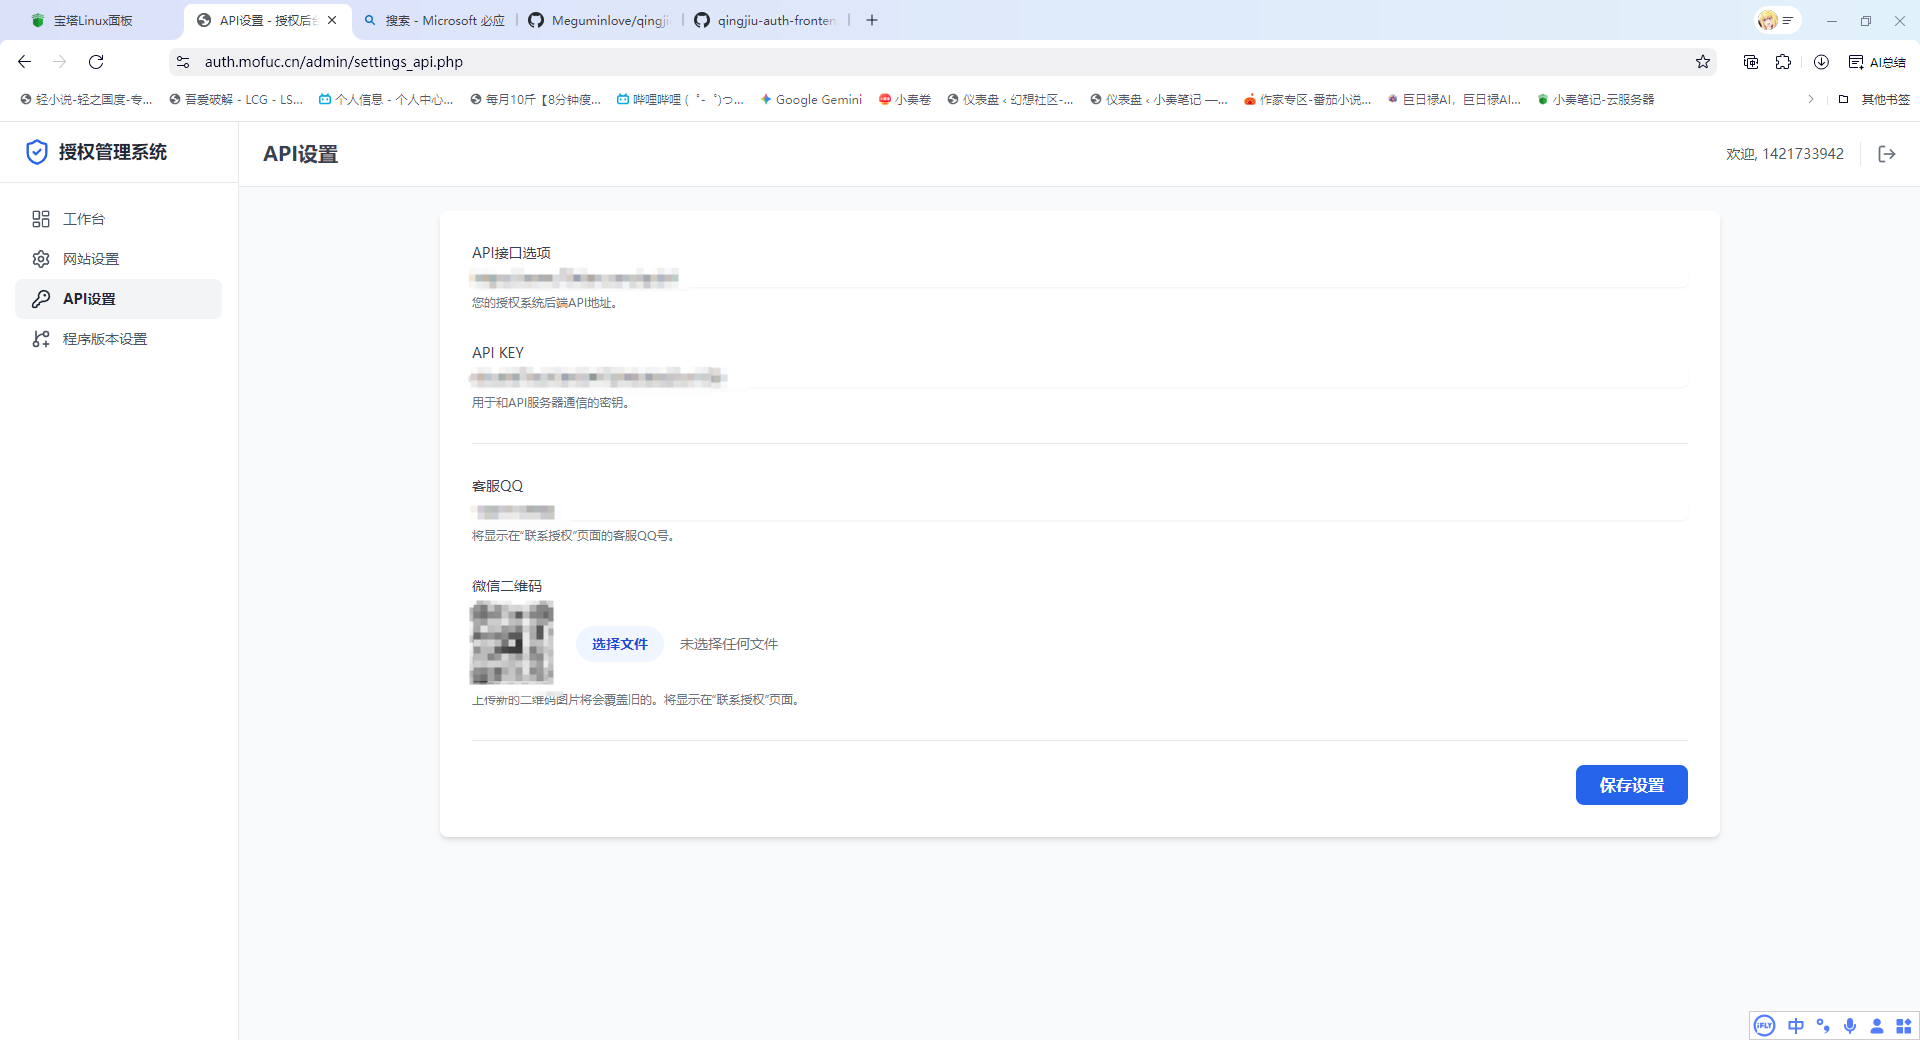 宝塔Linux面板
API设置 - 授权后台
搜索 - Microsoft 必应
Meguminlove/qingji
qingjiu-auth-fronten
auth.mofuc.cn/admin/settings_api.php
AI总结
轻小说-轻之国度-专...
吾爱破解 - LCG - LS...
个人信息 - 个人中心...
每月10斤【8分钟瘦...
哔哩哔哩 (゜-゜)つ...
Google Gemini
小奏卷
仪表盘 ‹ 幻想社区-...
仪表盘 ‹ 小奏笔记 —...
作家专区-番茄小说...
巨日禄AI，巨日禄AI...
小奏笔记-云服务器
其他书签
授权管理系统
API设置
欢迎, 1421733942
工作台
网站设置
API设置
程序版本设置
API接口选项
您的授权系统后端API地址。
API KEY
用于和API服务器通信的密钥。
客服QQ
将显示在“联系授权”页面的客服QQ号。
微信二维码
选择文件
未选择任何文件
上传新的二维码图片将会覆盖旧的。将显示在“联系授权”页面。
保存设置
iFLY
中